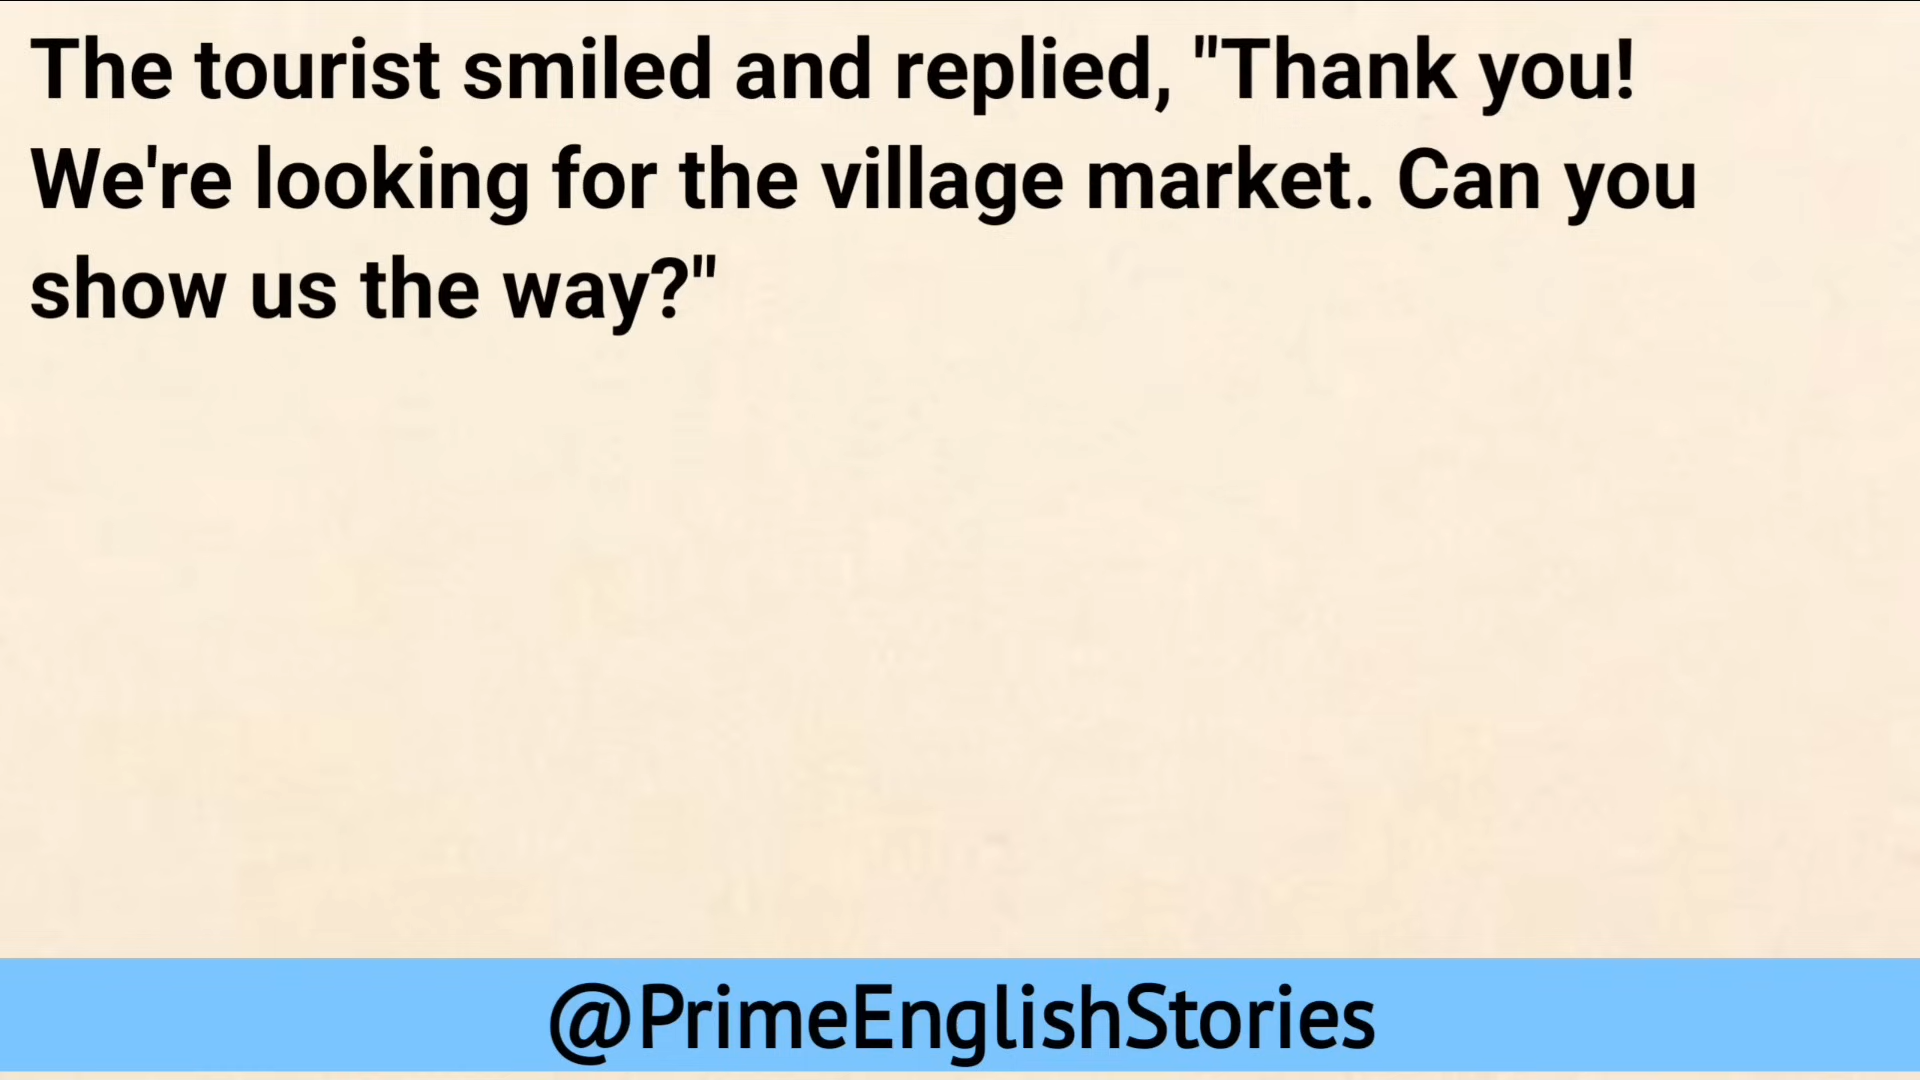 The tourist smiled and replied, "Thank you!
We're looking for the village market. Can you
show us the way?"
@PrimeEnglishStories